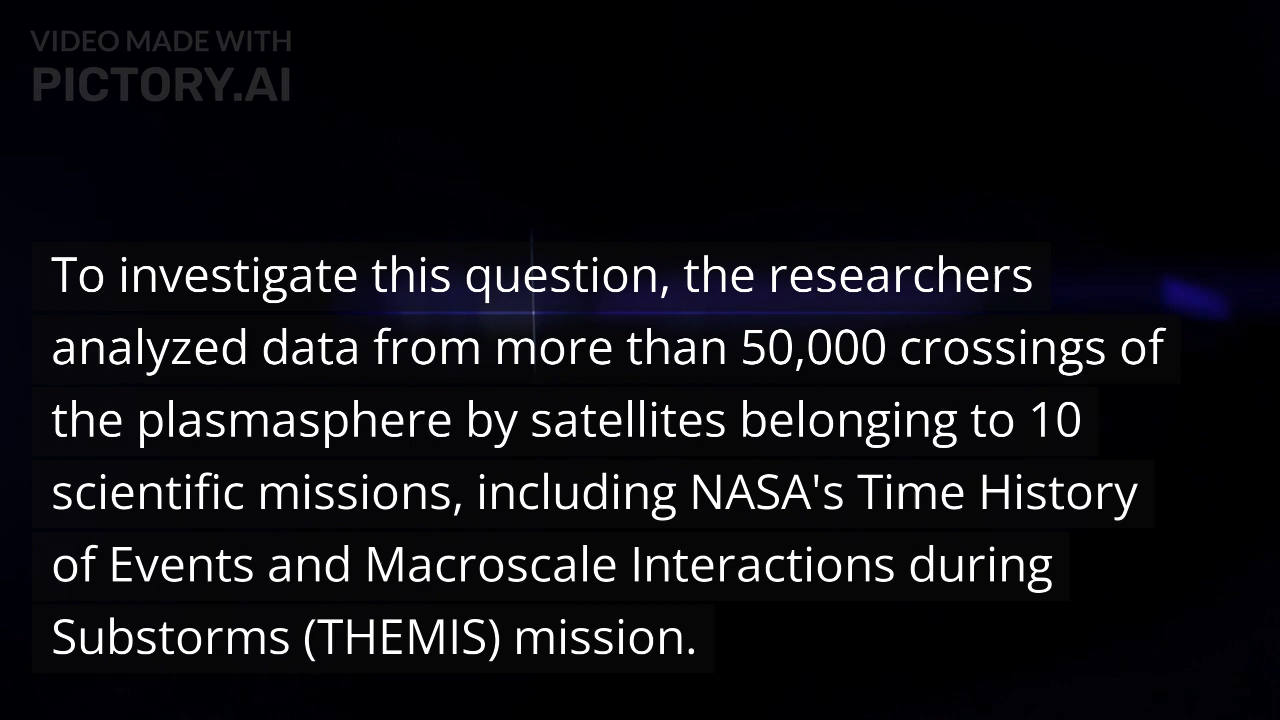 VIDEO MADE WITH
PICTORY.AI
To investigate this question, the researchers
analyzed data from more than 50,000 crossings of
the plasmasphere by satellites belonging to 10
scientific missions, including NASA's Time History
of Events and Macroscale Interactions during
Substorms (THEMIS) mission.